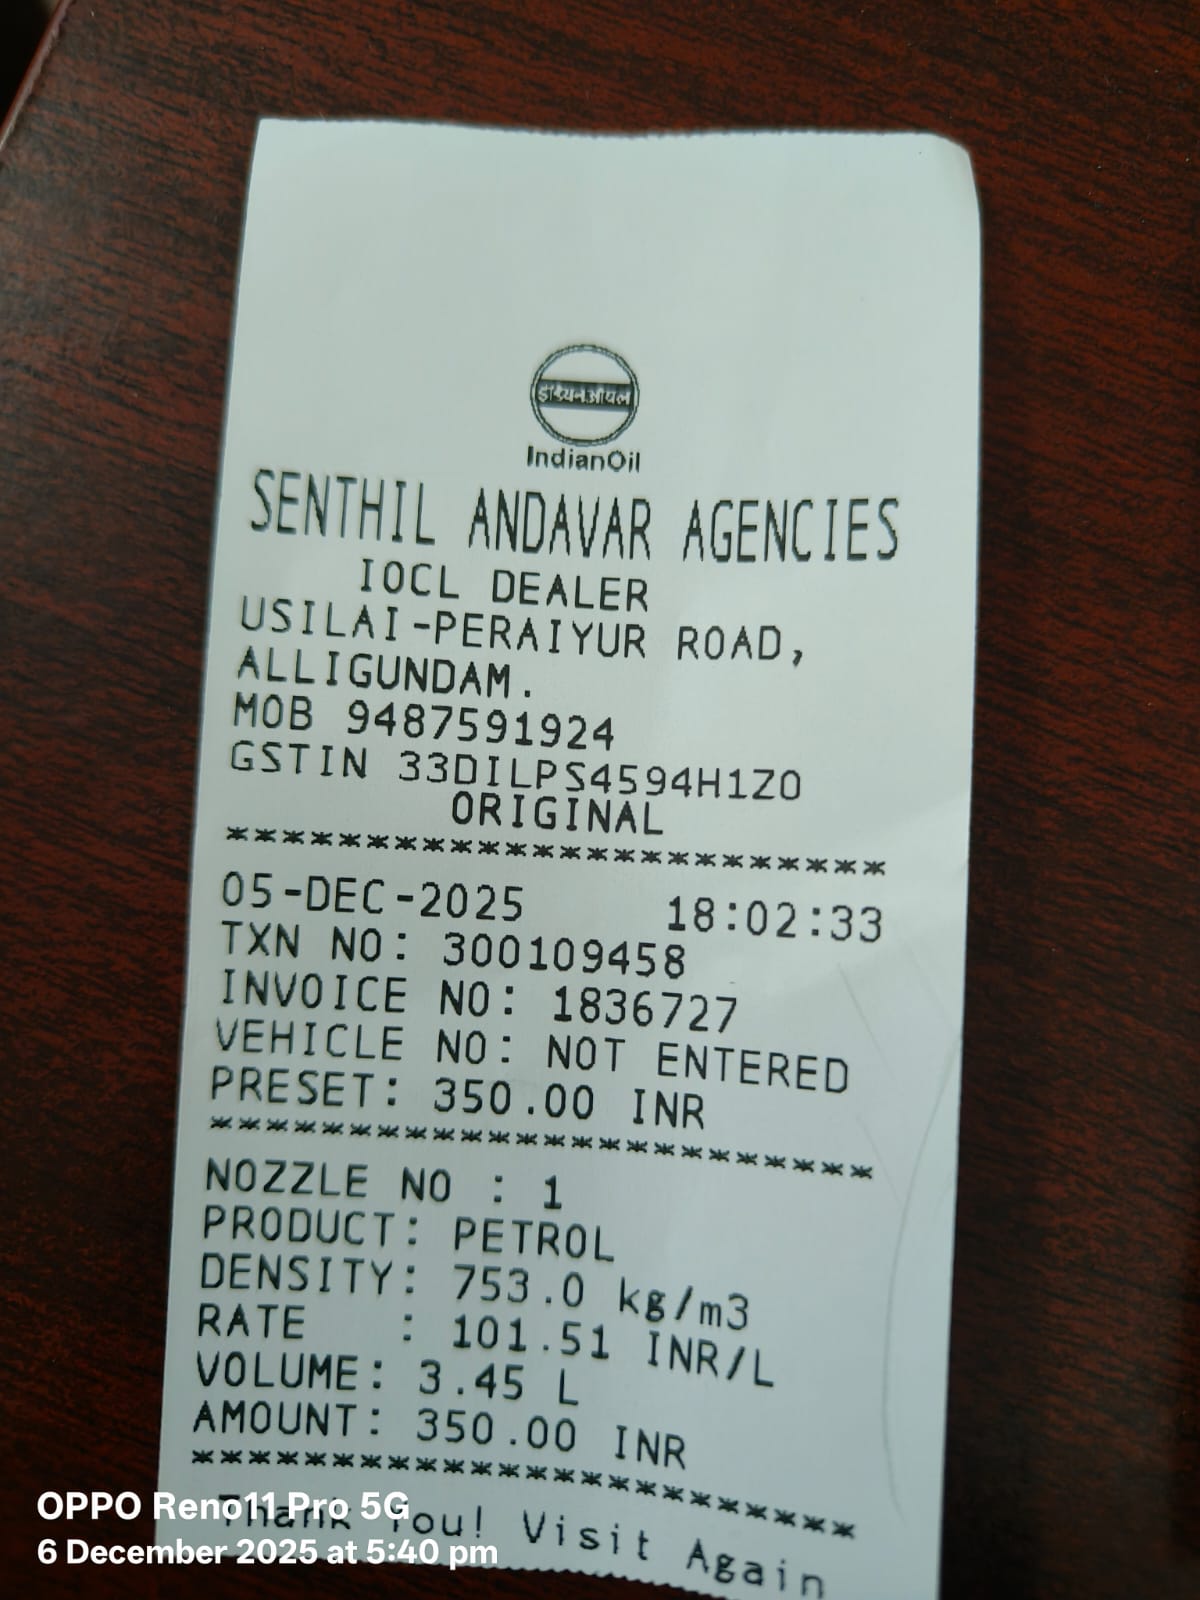 इंडियनऑयल
IndianOil
SENTHIL ANDAVAR AGENCIES
IOCL DEALER
USILAI-PERAIYUR ROAD,
ALLIGUNDAM.
MOB 9487591924
GSTIN 33DILPS4594H1ZO
ORIGINAL
************************
05-DEC-2025 18:02:33
TXN NO: 300109458
INVOICE NO: 1836727
VEHICLE NO: NOT ENTERED
PRESET: 350.00 INR
************************
NOZZLE NO : 1
PRODUCT: PETROL
DENSITY: 753.0 kg/m3
RATE : 101.51 INR/L
VOLUME: 3.45 L
AMOUNT: 350.00 INR
************************
Thank You! Visit Again
OPPO Reno11 Pro 5G
6 December 2025 at 5:40 pm